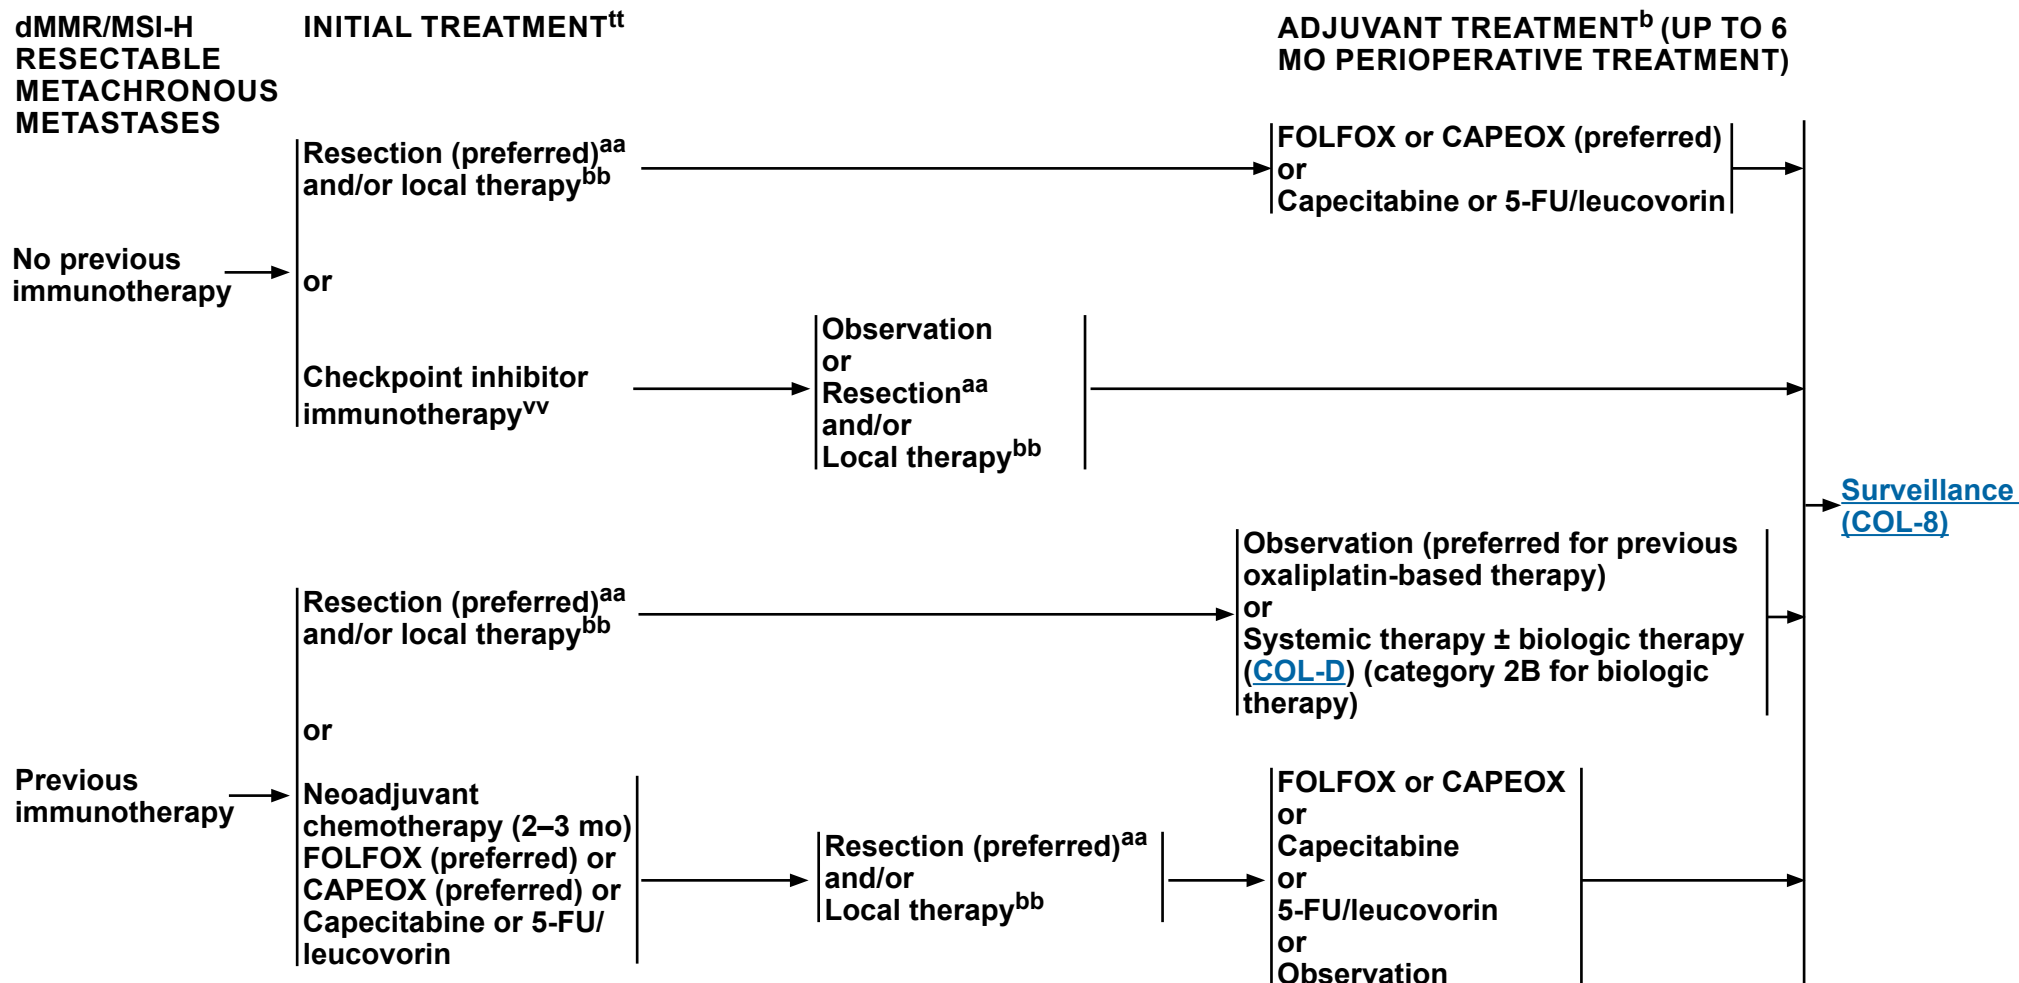 dMMR/MSI-H
RESECTABLE
METACHRONOUS
METASTASES
INITIAL TREATMENTtt
ADJUVANT TREATMENTb (UP TO 6
MO PERIOPERATIVE TREATMENT)
No previous
immunotherapy
Resection (preferred)aa
and/or local therapybb
FOLFOX or CAPEOX (preferred)
or
Capecitabine or 5-FU/leucovorin
or
Checkpoint inhibitor
immunotherapyvv
Observation
or
Resectionaa
and/or
Local therapybb
Surveillance
(COL-8)
Previous
immunotherapy
Resection (preferred)aa
and/or local therapybb
Observation (preferred for previous
oxaliplatin-based therapy)
or
Systemic therapy ± biologic therapy
(COL-D) (category 2B for biologic
therapy)
or
Neoadjuvant
chemotherapy (2–3 mo)
FOLFOX (preferred) or
CAPEOX (preferred) or
Capecitabine or 5-FU/
leucovorin
Resection (preferred)aa
and/or
Local therapybb
FOLFOX or CAPEOX
or
Capecitabine
or
5-FU/leucovorin
or
Observation